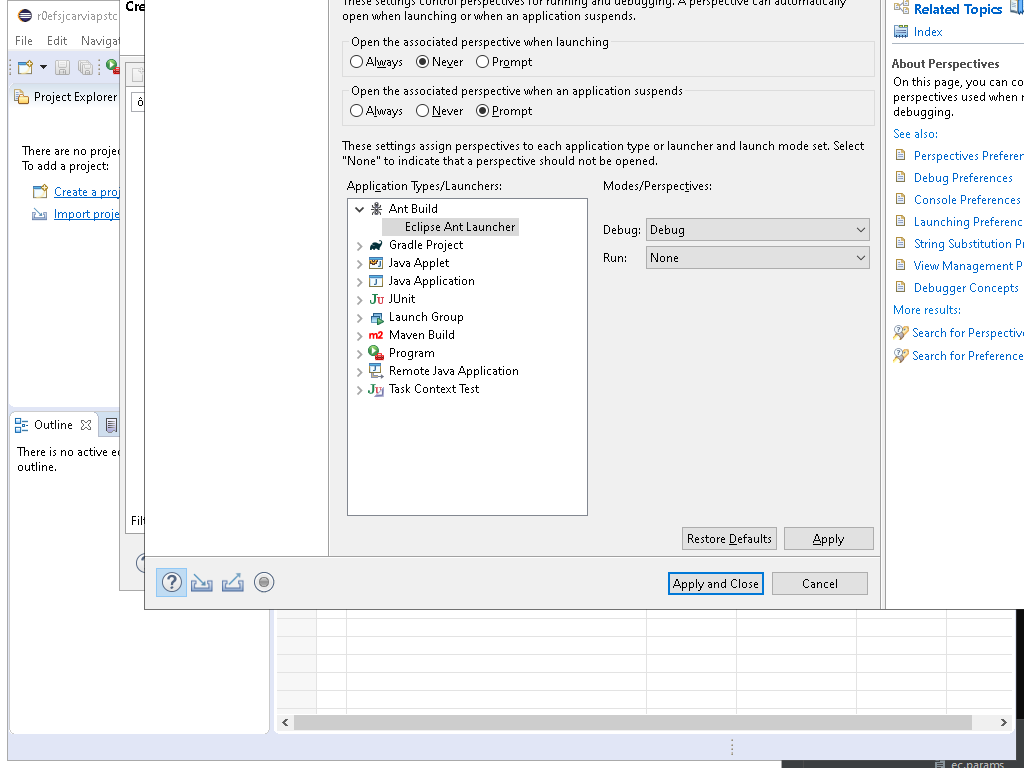 r0efsjcarviapstc
Cre
File Edit Navigat
Project Explorer
There are no proje
To add a project:
Create a proj
Import proje
Outline
There is no active ed
outline.
Filt
These settings control perspectives for running and debugging. A perspective can automatically
open when launching or when an application suspends.
Open the associated perspective when launching
Always Never Prompt
Open the associated perspective when an application suspends
Always Never Prompt
These settings assign perspectives to each application type or launcher and launch mode set. Select
"None" to indicate that a perspective should not be opened.
Application Types/Launchers:
Modes/Perspectives:
Ant Build
Eclipse Ant Launcher
Gradle Project
Java Applet
Java Application
JUnit
Launch Group
Maven Build
Program
Remote Java Application
Task Context Test
Debug: Debug
Run: None
Restore Defaults Apply
Apply and Close Cancel
Related Topics
Index
About Perspectives
On this page, you can co
perspectives used when r
debugging.
See also:
Perspectives Preferen
Debug Preferences
Console Preferences
Launching Preferenc
String Substitution P
View Management P
Debugger Concepts
More results:
Search for Perspective
Search for Preference
ec.params